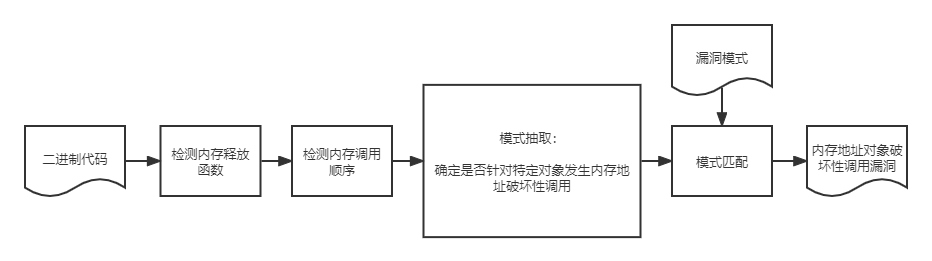 二进制代码
检测内存释放
函数
检测内存调用
顺序
模式抽取：
确定是否针对特定对象发生内存地
址破坏性调用
漏洞模式
模式匹配
内存地址对象破
坏性调用漏洞